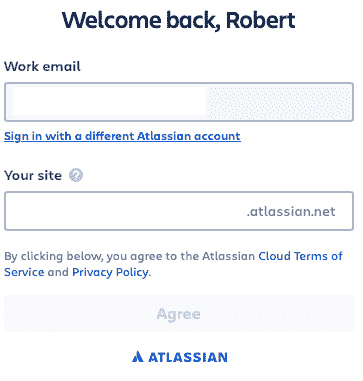 Welcome back, Robert
Work email
Sign in with a different Atlassian account
Your site ?
.atlassian.net
By clicking below, you agree to the Atlassian Cloud Terms of
Service and Privacy Policy.
Agree
ATLASSIAN